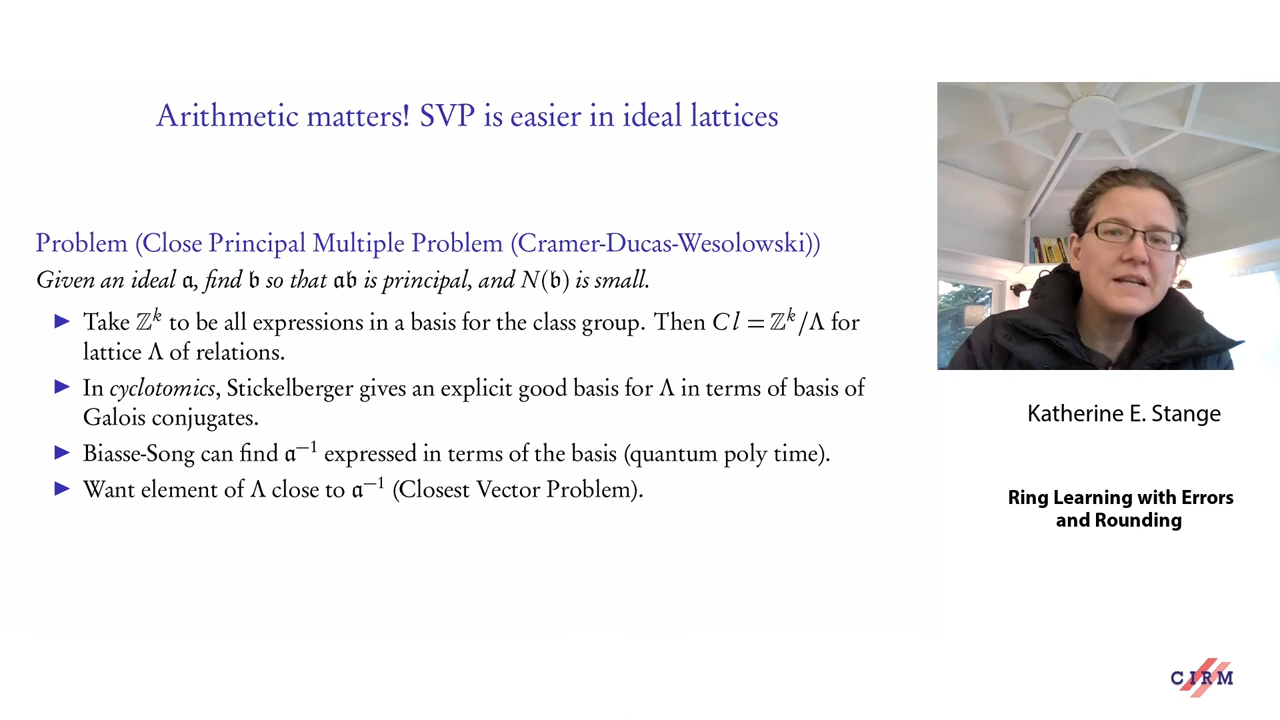 Arithmetic matters! SVP is easier in ideal lattices
Problem (Close Principal Multiple Problem (Cramer-Ducas-Wesolowski))
Given an ideal 𝔞, find 𝔟 so that 𝔞𝔟 is principal, and N(𝔟) is small.
▶ Take ℤᵏ to be all expressions in a basis for the class group. Then Cl = ℤᵏ/Λ for
lattice Λ of relations.
▶ In cyclotomics, Stickelberger gives an explicit good basis for Λ in terms of basis of
Galois conjugates.
▶ Biasse-Song can find 𝔞⁻¹ expressed in terms of the basis (quantum poly time).
▶ Want element of Λ close to 𝔞⁻¹ (Closest Vector Problem).
Katherine E. Stange
Ring Learning with Errors
and Rounding
CIRM